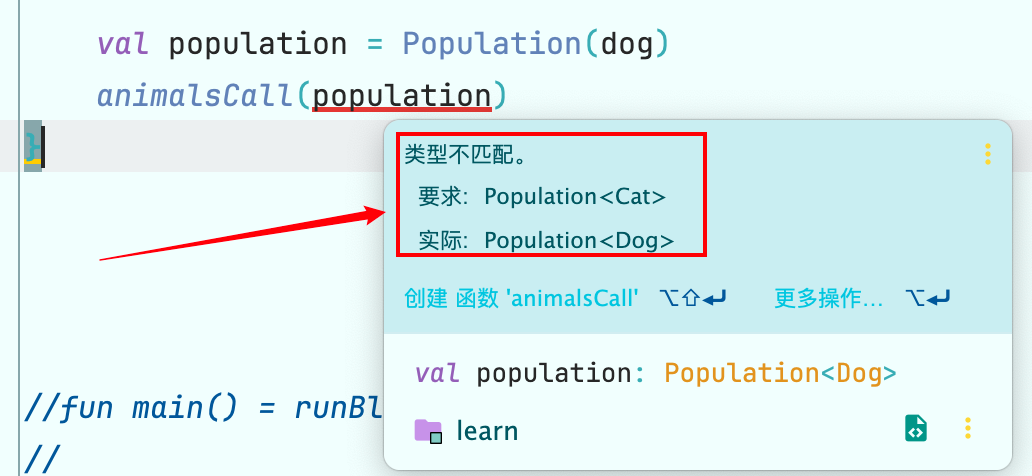 val population = Population(dog)
animalsCall(population)
}
类型不匹配。
要求: Population<Cat>
实际: Population<Dog>
创建 函数 'animalsCall' ⌥⇧↵ 更多操作… ⌥↵
val population: Population<Dog>
learn
//fun main() = runBl
//